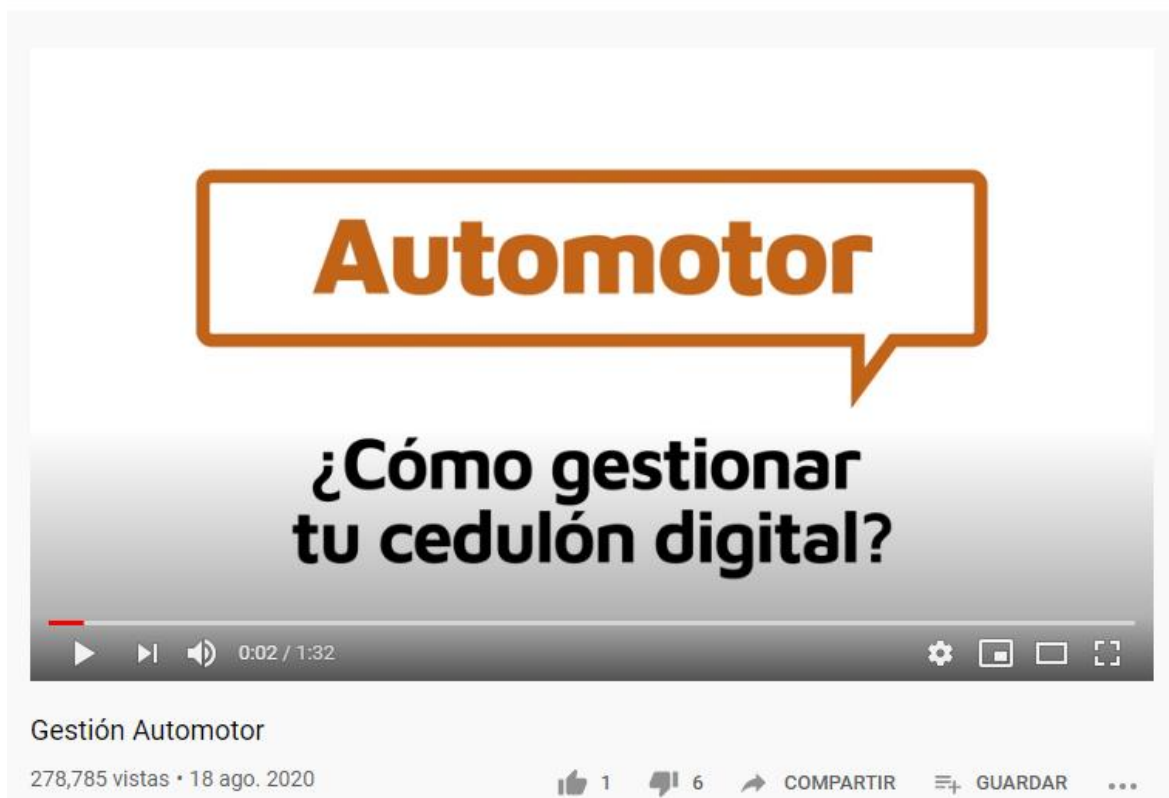 Automotor
¿Cómo gestionar
tu cedulón digital?
0:02 / 1:32
Gestión Automotor
278,785 vistas • 18 ago. 2020
1 6 COMPARTIR GUARDAR